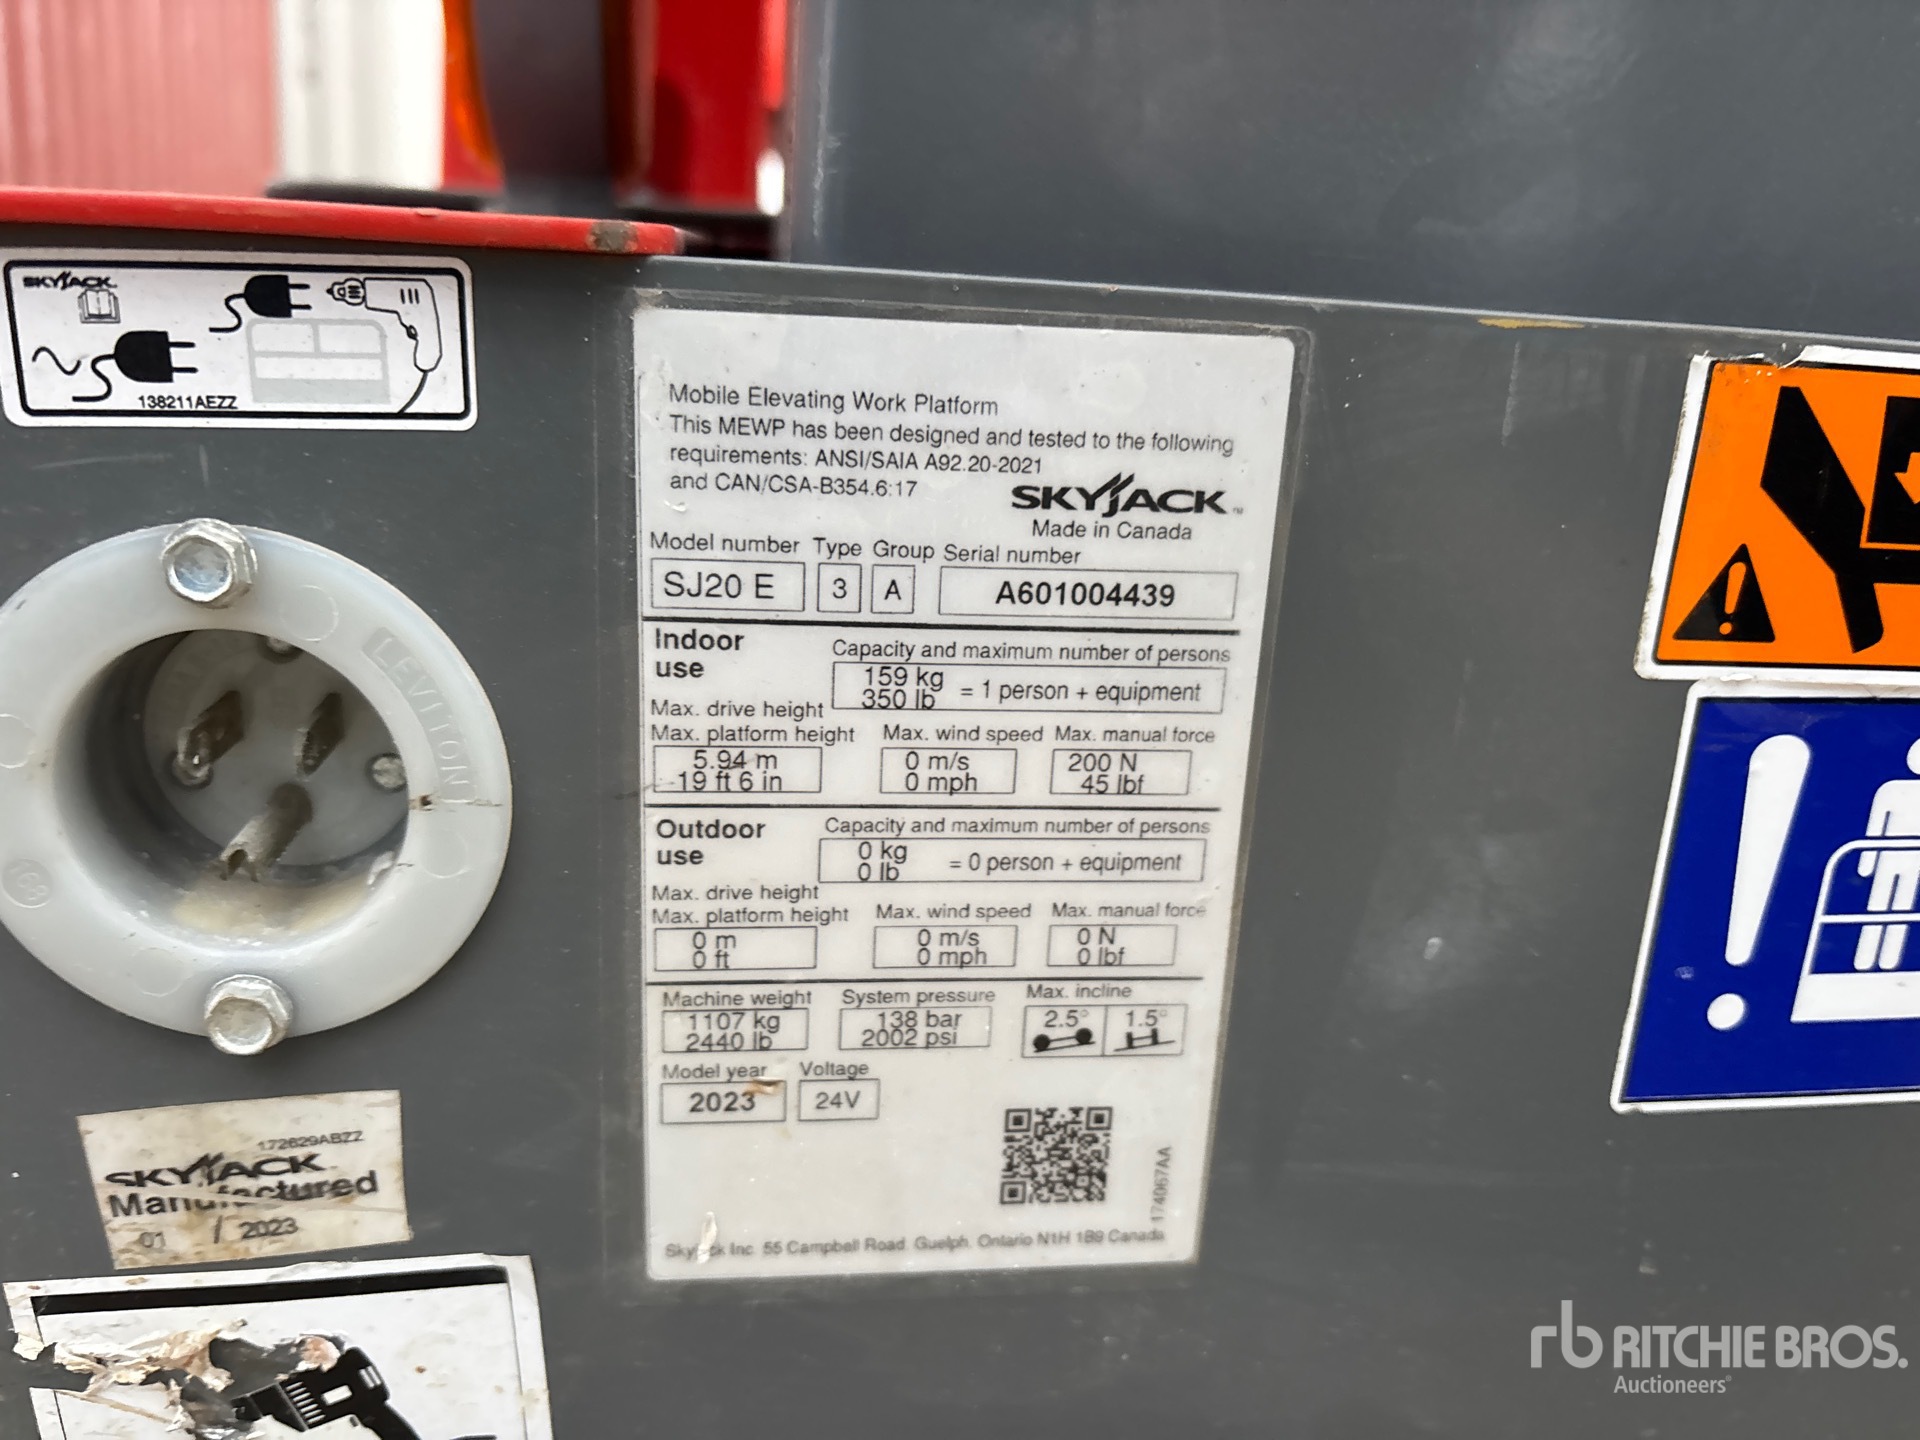 SKYJACK
138211AEZZ
LEVITON
168
Mobile Elevating Work Platform
This MEWP has been designed and tested to the following
requirements: ANSI/SAIA A92.20-2021
and CAN/CSA-B354.6:17
SKYJACK™
Made in Canada
Model number Type Group Serial number
SJ20 E 3 A A601004439
Indoor use
Capacity and maximum number of persons
159 kg
350 lb = 1 person + equipment
Max. drive height
Max. platform height Max. wind speed Max. manual force
5.94 m 0 m/s 200 N
19 ft 6 in 0 mph 45 lbf
Outdoor use
Capacity and maximum number of persons
0 kg
0 lb = 0 person + equipment
Max. drive height
Max. platform height Max. wind speed Max. manual force
0 m 0 m/s 0 N
0 ft 0 mph 0 lbf
Machine weight System pressure Max. incline
1107 kg 138 bar 2.5° 1.5°
2440 lb 2002 psi
Model year Voltage
2023 24V
174067AA
Skyjack Inc. 55 Campbell Road. Guelph, Ontario N1H 1B9 Canada
172629ABZZ
SKYJACK
Manufactured
01 / 2023
rb RITCHIE BROS.
Auctioneers®